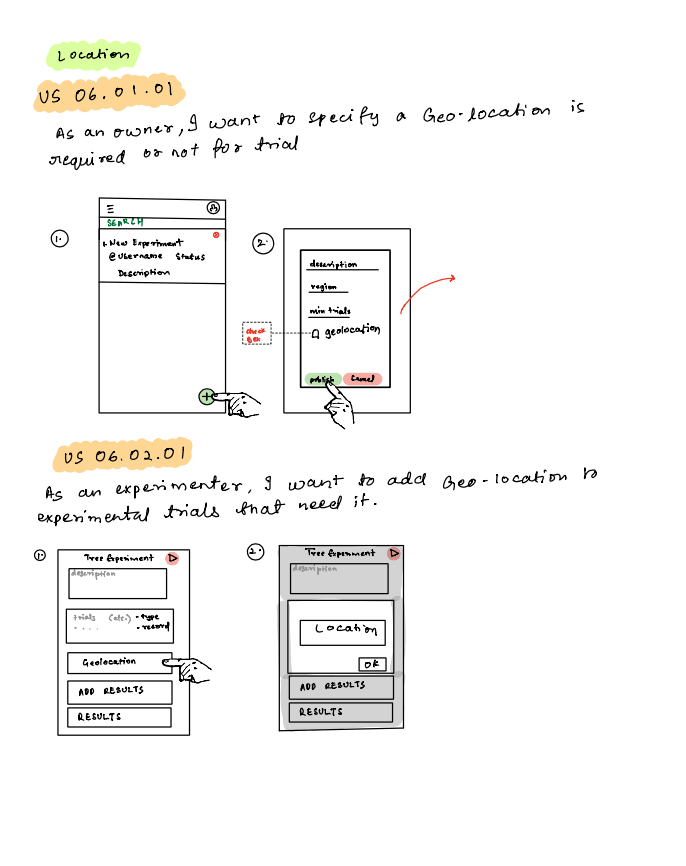 Location
US 06.01.01
As an owner, I want to specify a Geo-location is
required or not for trial
1.
SEARCH
New Experiment
@Username Status
Description
+
2.
description
region
min trials
geolocation
check
box
publish Cancel
US 06.02.01
As an experimenter, I want to add Geo-location to
experimental trials that need it.
1.
Tree Experiment
description
trials (etc.) - type
- record
Geolocation
ADD RESULTS
RESULTS
2.
Tree Experiment
description
Location
OK
ADD RESULTS
RESULTS